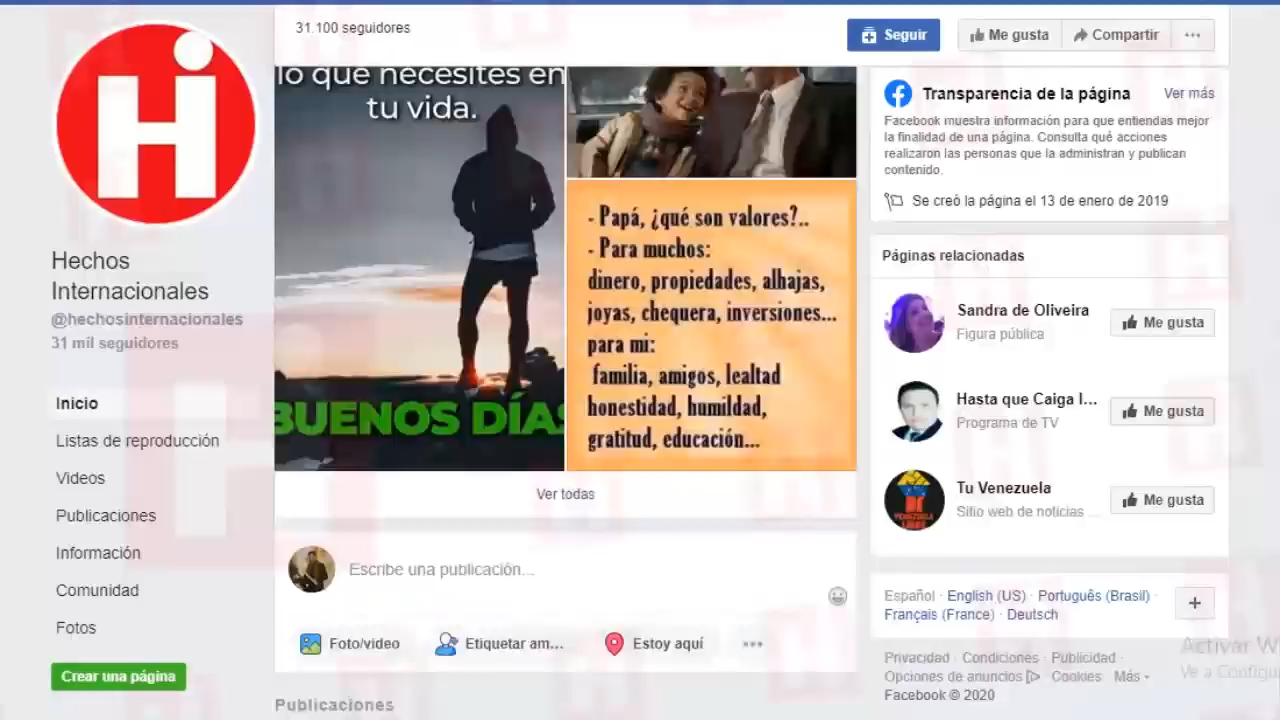 31.100 seguidores
Seguir
Me gusta
Compartir
Hi
Hechos
Internacionales
@hechosinternacionales
31 mil seguidores
Inicio
Listas de reproducción
Videos
Publicaciones
Información
Comunidad
Fotos
Crear una página
lo que necesites en
tu vida.
BUENOS DÍAS
- Papá, ¿qué son valores?..
- Para muchos:
dinero, propiedades, alhajas,
joyas, chequera, inversiones...
para mi:
familia, amigos, lealtad
honestidad, humildad,
gratitud, educación...
Ver todas
Escribe una publicación...
Foto/video
Etiquetar am...
Estoy aquí
Publicaciones
Transparencia de la página
Ver más
Facebook muestra información para que entiendas mejor
la finalidad de una página. Consulta qué acciones
realizaron las personas que la administran y publican
contenido.
Se creó la página el 13 de enero de 2019
Páginas relacionadas
Sandra de Oliveira
Figura pública
Me gusta
Hasta que Caiga l...
Programa de TV
Me gusta
Tu Venezuela
Sitio web de noticias ...
Me gusta
Español · English (US) · Português (Brasil) ·
Français (France) · Deutsch
Privacidad · Condiciones · Publicidad ·
Opciones de anuncios · Cookies · Más
Facebook © 2020
Activar W
Ve a Configu